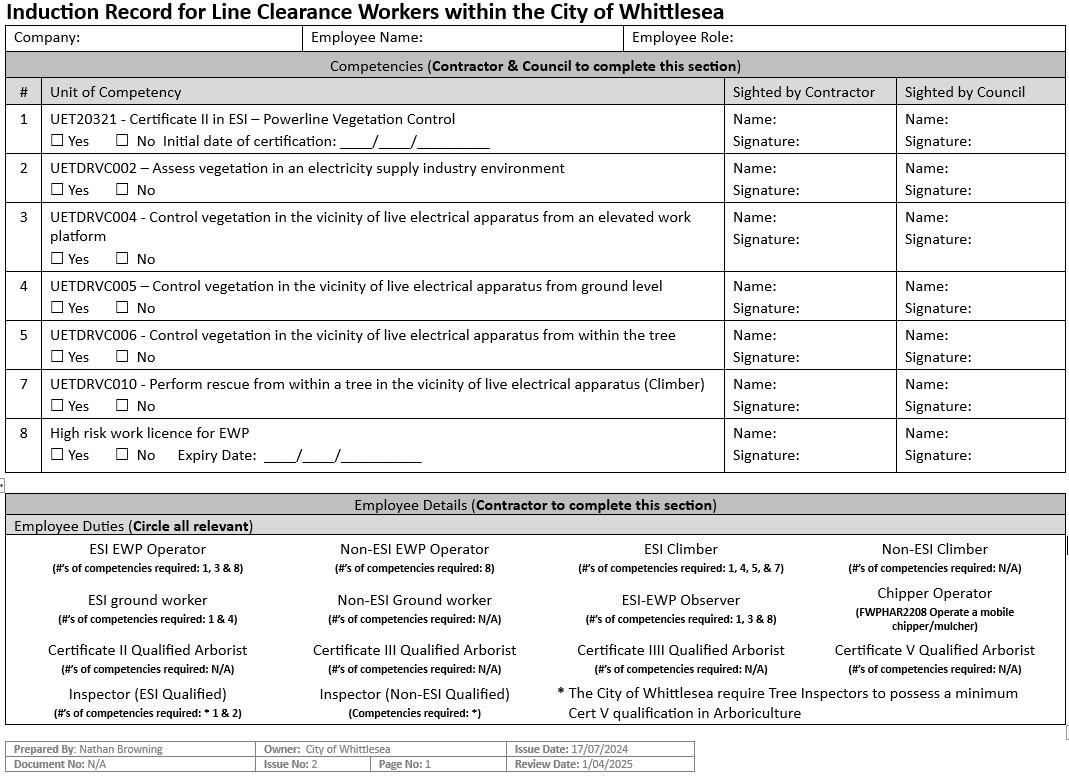 Induction Record for Line Clearance Workers within the City of Whittlesea
Company: Employee Name: Employee Role:
Competencies (Contractor & Council to complete this section)
# Unit of Competency Sighted by Contractor Sighted by Council
1 UET20321 - Certificate II in ESI – Powerline Vegetation Control Name: Name:
☐ Yes ☐ No Initial date of certification: ____/____/_________ Signature: Signature:
2 UETDRVC002 – Assess vegetation in an electricity supply industry environment Name: Name:
☐ Yes ☐ No Signature: Signature:
3 UETDRVC004 - Control vegetation in the vicinity of live electrical apparatus from an elevated work Name: Name:
platform Signature: Signature:
☐ Yes ☐ No
4 UETDRVC005 – Control vegetation in the vicinity of live electrical apparatus from ground level Name: Name:
☐ Yes ☐ No Signature: Signature:
5 UETDRVC006 - Control vegetation in the vicinity of live electrical apparatus from within the tree Name: Name:
☐ Yes ☐ No Signature: Signature:
7 UETDRVC010 - Perform rescue from within a tree in the vicinity of live electrical apparatus (Climber) Name: Name:
☐ Yes ☐ No Signature: Signature:
8 High risk work licence for EWP Name: Name:
☐ Yes ☐ No Expiry Date: ____/____/__________ Signature: Signature:
Employee Details (Contractor to complete this section)
Employee Duties (Circle all relevant)
ESI EWP Operator Non-ESI EWP Operator ESI Climber Non-ESI Climber
(#'s of competencies required: 1, 3 & 8) (#'s of competencies required: 8) (#'s of competencies required: 1, 4, 5, & 7) (#'s of competencies required: N/A)
ESI ground worker Non-ESI Ground worker ESI-EWP Observer Chipper Operator
(#'s of competencies required: 1 & 4) (#'s of competencies required: N/A) (#'s of competencies required: 1, 3 & 8) (FWPHAR2208 Operate a mobile
chipper/mulcher)
Certificate II Qualified Arborist Certificate III Qualified Arborist Certificate IIII Qualified Arborist Certificate V Qualified Arborist
(#'s of competencies required: N/A) (#'s of competencies required: N/A) (#'s of competencies required: N/A) (#'s of competencies required: N/A)
Inspector (ESI Qualified) Inspector (Non-ESI Qualified) * The City of Whittlesea require Tree Inspectors to possess a minimum
(#'s of competencies required: * 1 & 2) (Competencies required: *) Cert V qualification in Arboriculture
Prepared By: Nathan Browning Owner: City of Whittlesea Issue Date: 17/07/2024
Document No: N/A Issue No: 2 Page No: 1 Review Date: 1/04/2025